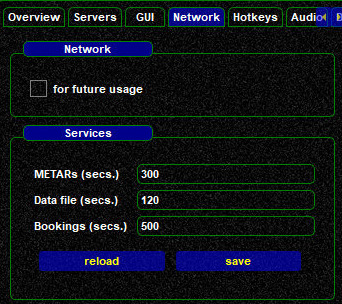 Overview Servers GUI Network Hotkeys Audio
Network
for future usage
Services
METARs (secs.) 300
Data file (secs.) 120
Bookings (secs.) 500
reload save